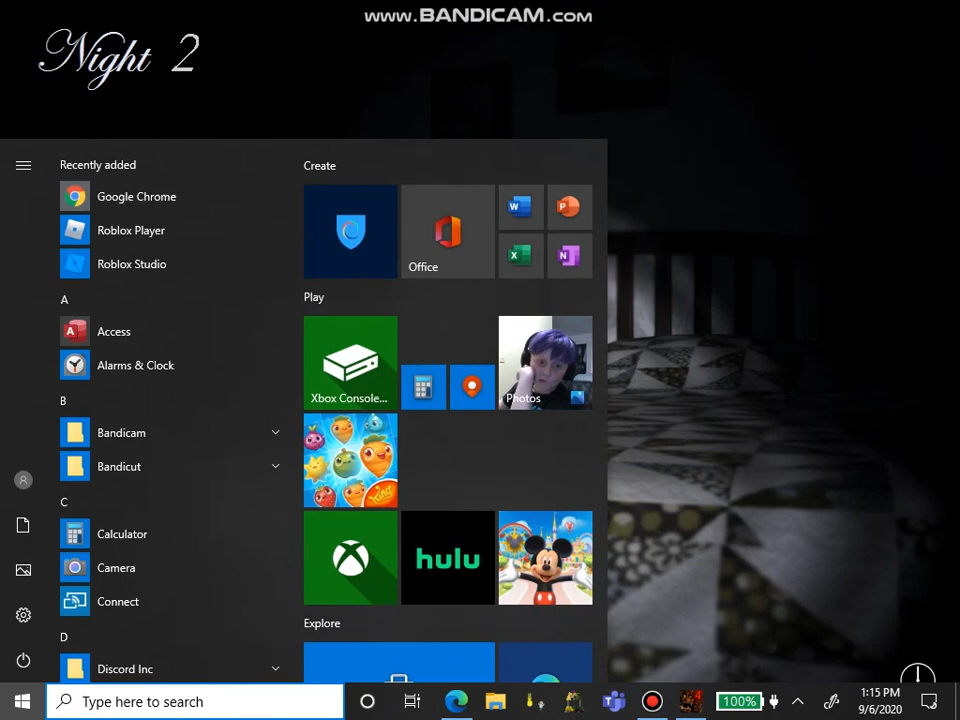 www.BANDICAM.com
Night 2
Recently added
Google Chrome
Roblox Player
Roblox Studio
A
Access
Alarms & Clock
B
Bandicam
Bandicut
C
Calculator
Camera
Connect
D
Discord Inc
Create
Office
Play
Xbox Console...
Photos
King
hulu
Explore
Type here to search
100%
1:15 PM
9/6/2020